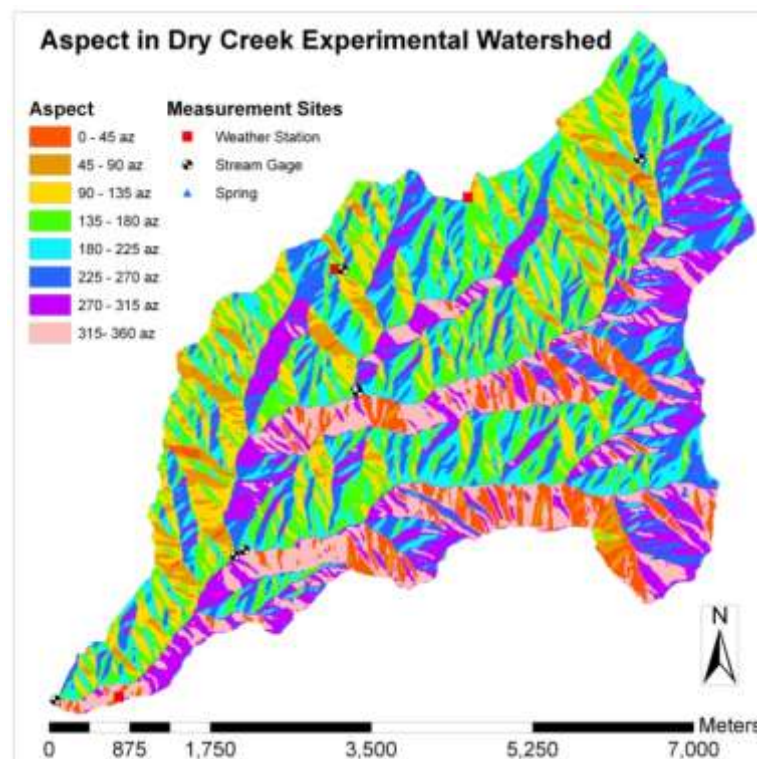 Aspect in Dry Creek Experimental Watershed
Aspect
0 - 45 az
45 - 90 az
90 - 135 az
135 - 180 az
180 - 225 az
225 - 270 az
270 - 315 az
315- 360 az
Measurement Sites
Weather Station
Stream Gage
Spring
N
Meters
0 875 1,750 3,500 5,250 7,000